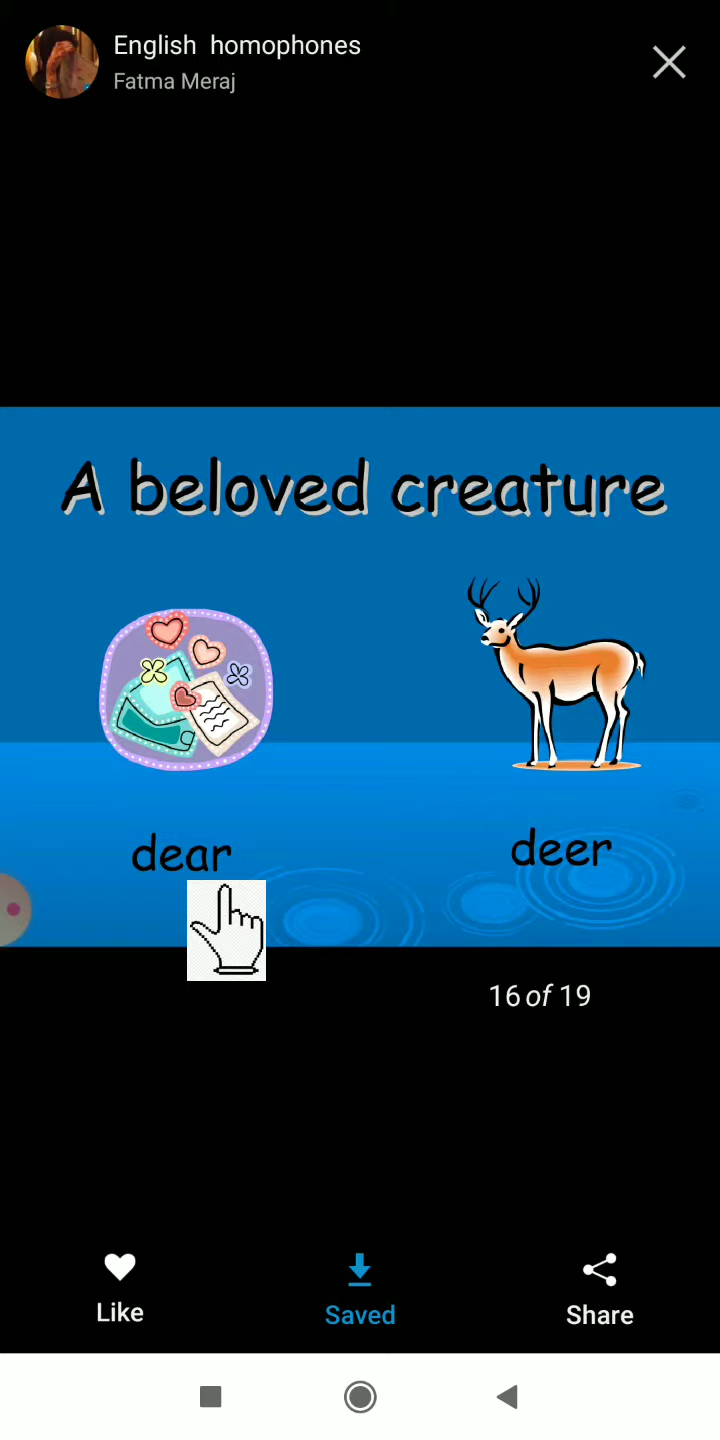 English homophones
Fatma Meraj
A beloved creature
dear
deer
16 of 19
Like
Saved
Share